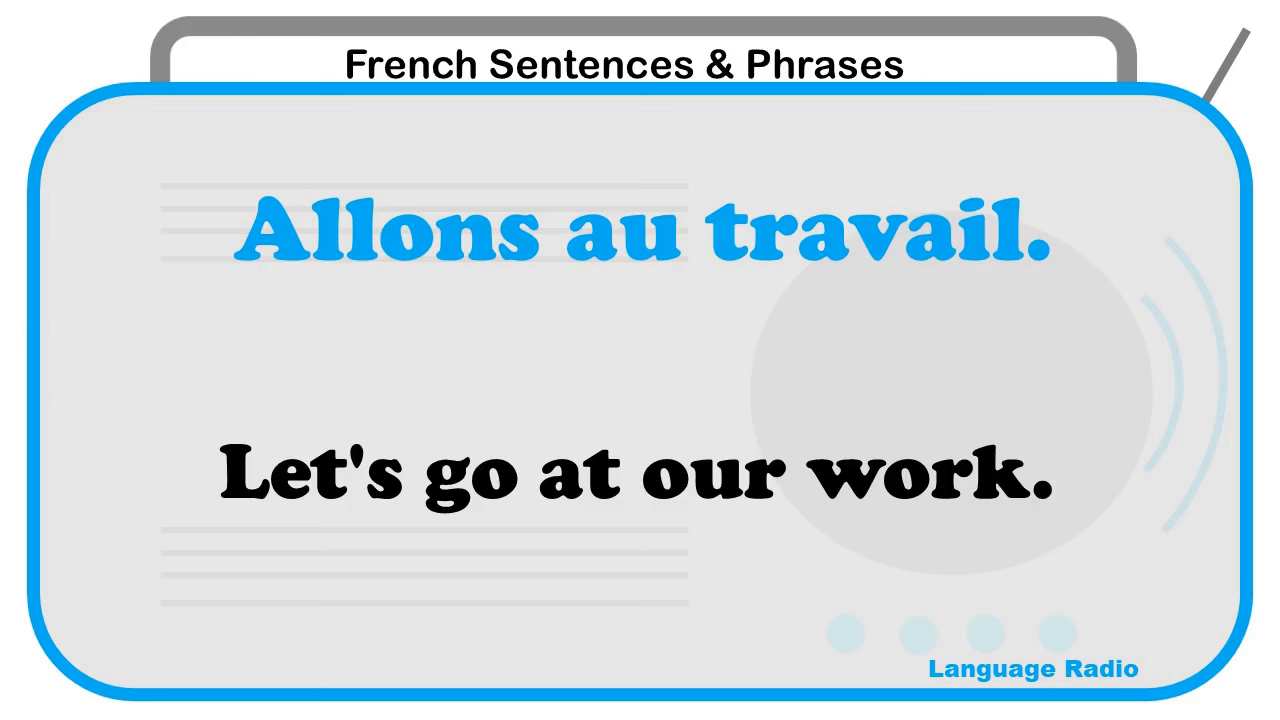 French Sentences & Phrases
Allons au travail.
Let's go at our work.
Language Radio